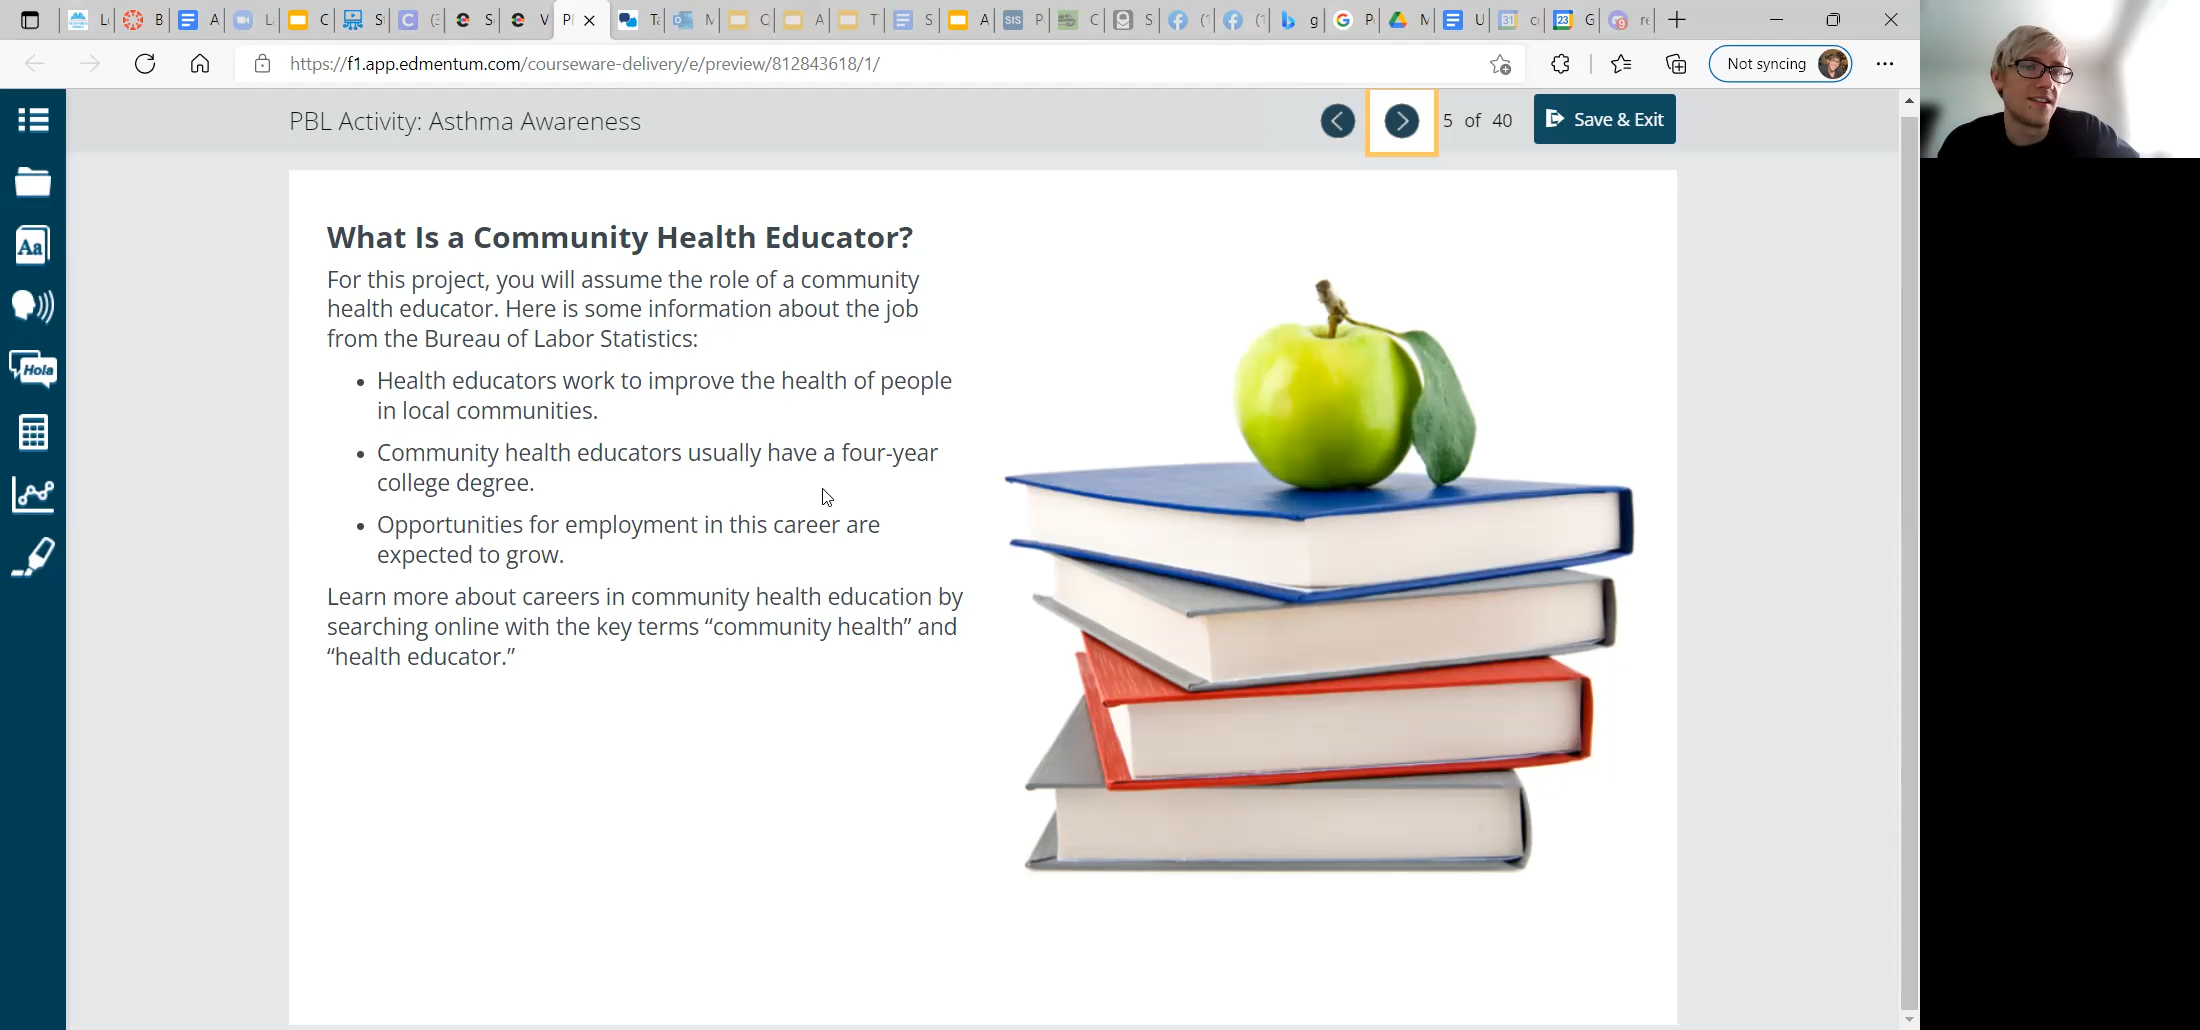 https://f1.app.edmentum.com/courseware-delivery/e/preview/812843618/1/
Not syncing
PBL Activity: Asthma Awareness
5 of 40
Save & Exit
Aa
Hola
What Is a Community Health Educator?
For this project, you will assume the role of a community
health educator. Here is some information about the job
from the Bureau of Labor Statistics:
• Health educators work to improve the health of people
in local communities.
• Community health educators usually have a four-year
college degree.
• Opportunities for employment in this career are
expected to grow.
Learn more about careers in community health education by
searching online with the key terms “community health” and
“health educator.”